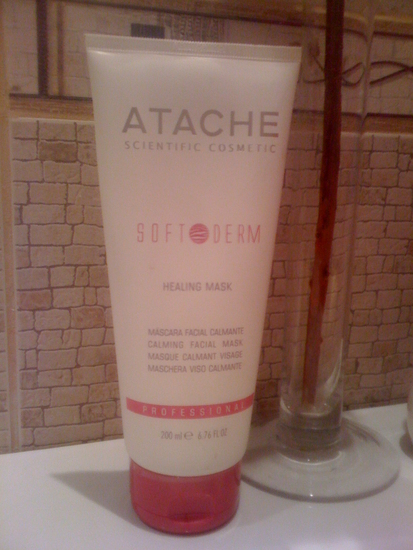 ATACHE
SCIENTIFIC COSMETIC
SOFT DERM
HEALING MASK
MÁSCARA FACIAL CALMANTE
CALMING FACIAL MASK
MASQUE CALMANT VISAGE
MASCHERA VISO CALMANTE
PROFESSIONAL
200 ml ℮ 6.76 FL.OZ